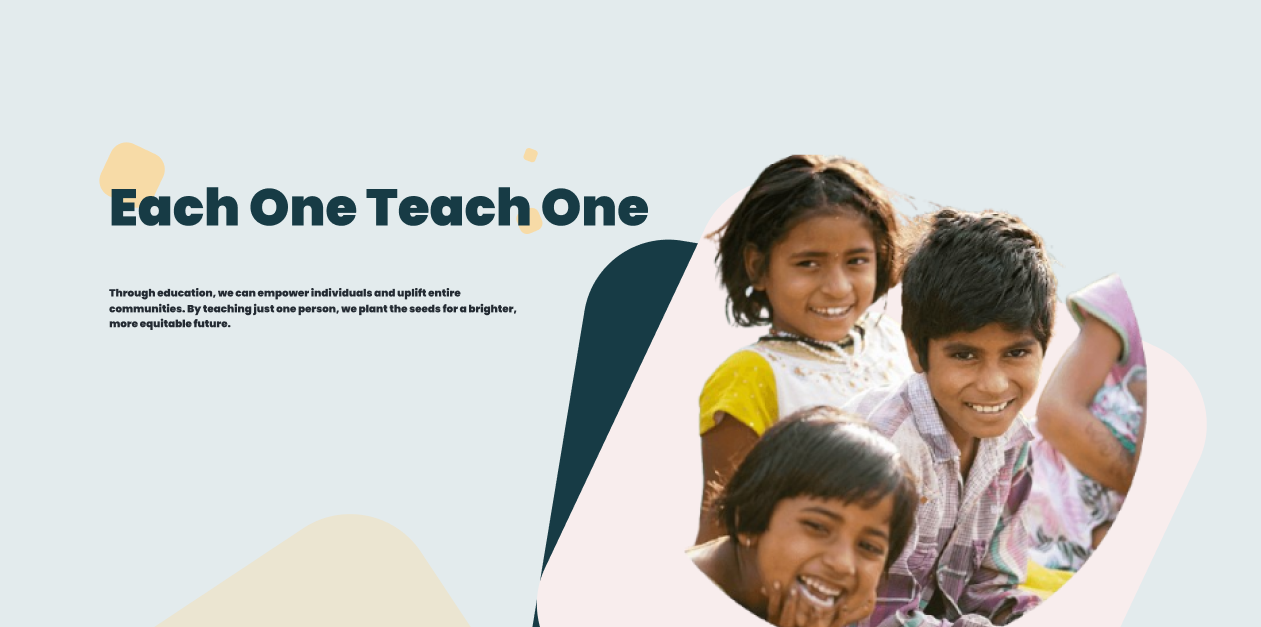 Each One Teach One
Through education, we can empower individuals and uplift entire
communities. By teaching just one person, we plant the seeds for a brighter,
more equitable future.